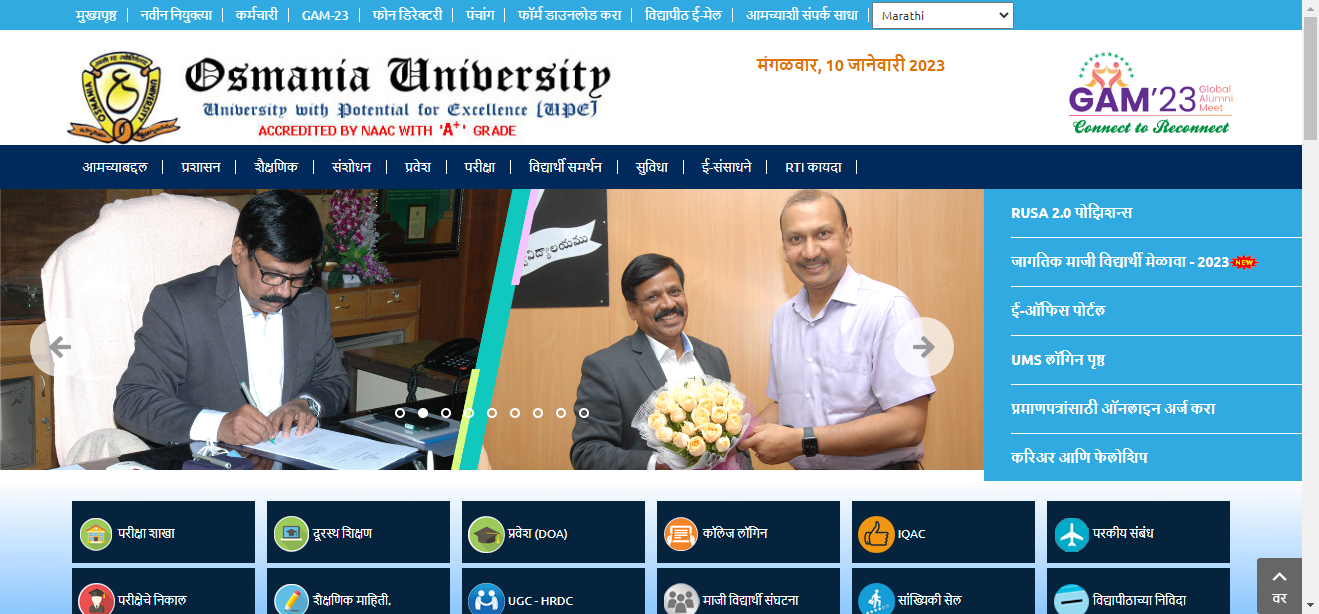 मुखपृष्ठ
नवीन नियुक्त्या
कर्मचारी
GAM-23
फोन डिरेक्टरी
पंचांग
फॉर्म डाउनलोड करा
विद्यापीठ ई-मेल
आमच्याशी संपर्क साधा
Marathi
Osmania University
University with Potential for Excellence [UPE]
ACCREDITED BY NAAC WITH 'A+' GRADE
मंगळवार, 10 जानेवारी 2023
GAM'23 Global Alumni Meet
Connect to Reconnect
आमच्याबद्दल
प्रशासन
शैक्षणिक
संशोधन
प्रवेश
परीक्षा
विद्यार्थी समर्थन
सुविधा
ई-संसाधने
RTI कायदा
RUSA 2.0 पोझिशन्स
जागतिक माजी विद्यार्थी मेळावा - 2023 NEW
ई-ऑफिस पोर्टल
UMS लॉगिन पृष्ठ
प्रमाणपत्रांसाठी ऑनलाइन अर्ज करा
करिअर आणि फेलोशिप
परीक्षा शाखा
दूरस्थ शिक्षण
प्रवेश (DOA)
कॉलेज लॉगिन
IQAC
परकीय संबंध
परीक्षेचे निकाल
शैक्षणिक माहिती.
UGC - HRDC
माजी विद्यार्थी संघटना
सांख्यिकी सेल
विद्यापीठाच्या निविदा
वर